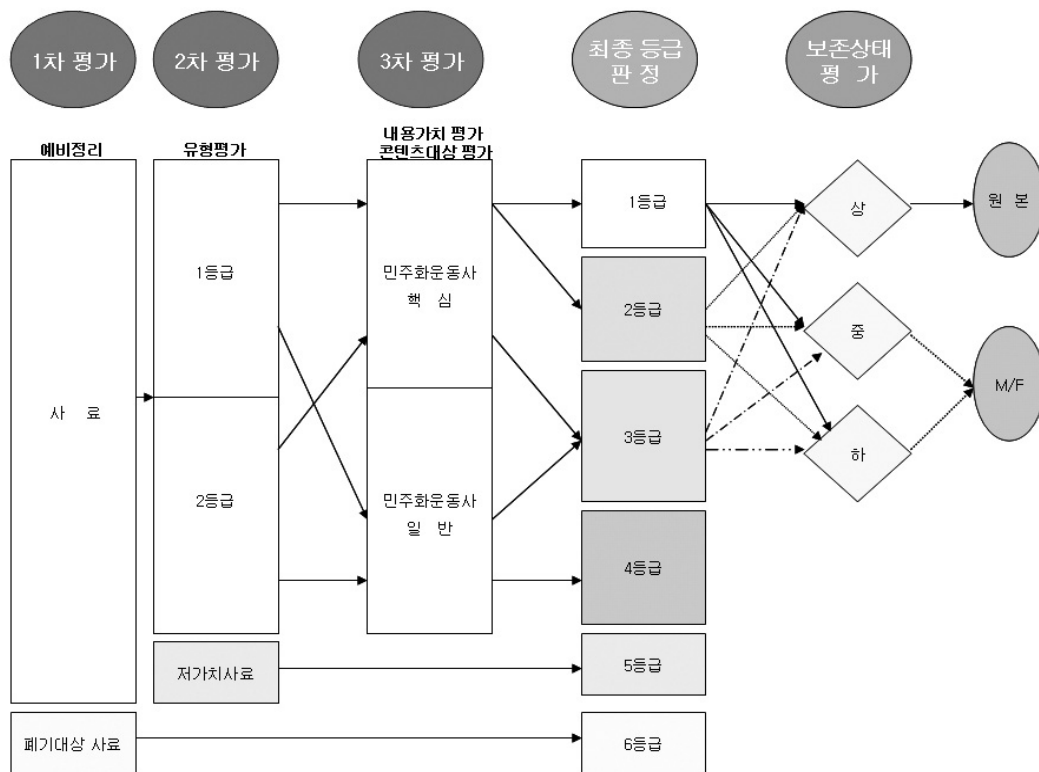 1차 평가
2차 평가
3차 평가
최종 등급
판 정
보존상태
평 가
예비정리
유형평가
내용가치 평가
콘텐츠대상 평가
사 료
1등급
2등급
저가치사료
폐기대상 사료
민주화운동사
핵 심
민주화운동사
일 반
1등급
2등급
3등급
4등급
5등급
6등급
상
중
하
원 본
M/F